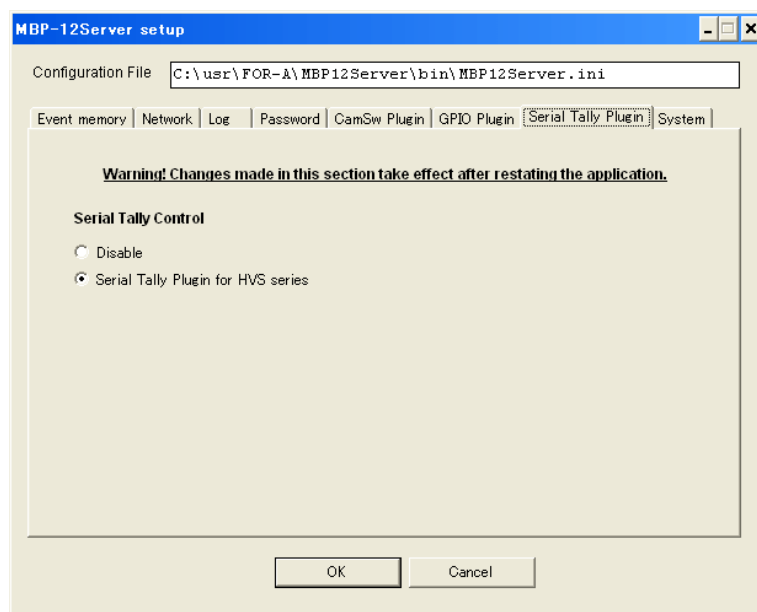 MBP-12Server setup
Configuration File C:\usr\FOR-A\MBP12Server\bin\MBP12Server.ini
Event memory Network Log Password CamSw Plugin GPIO Plugin Serial Tally Plugin System
Warning! Changes made in this section take effect after restating the application.
Serial Tally Control
Disable
Serial Tally Plugin for HVS series
OK Cancel